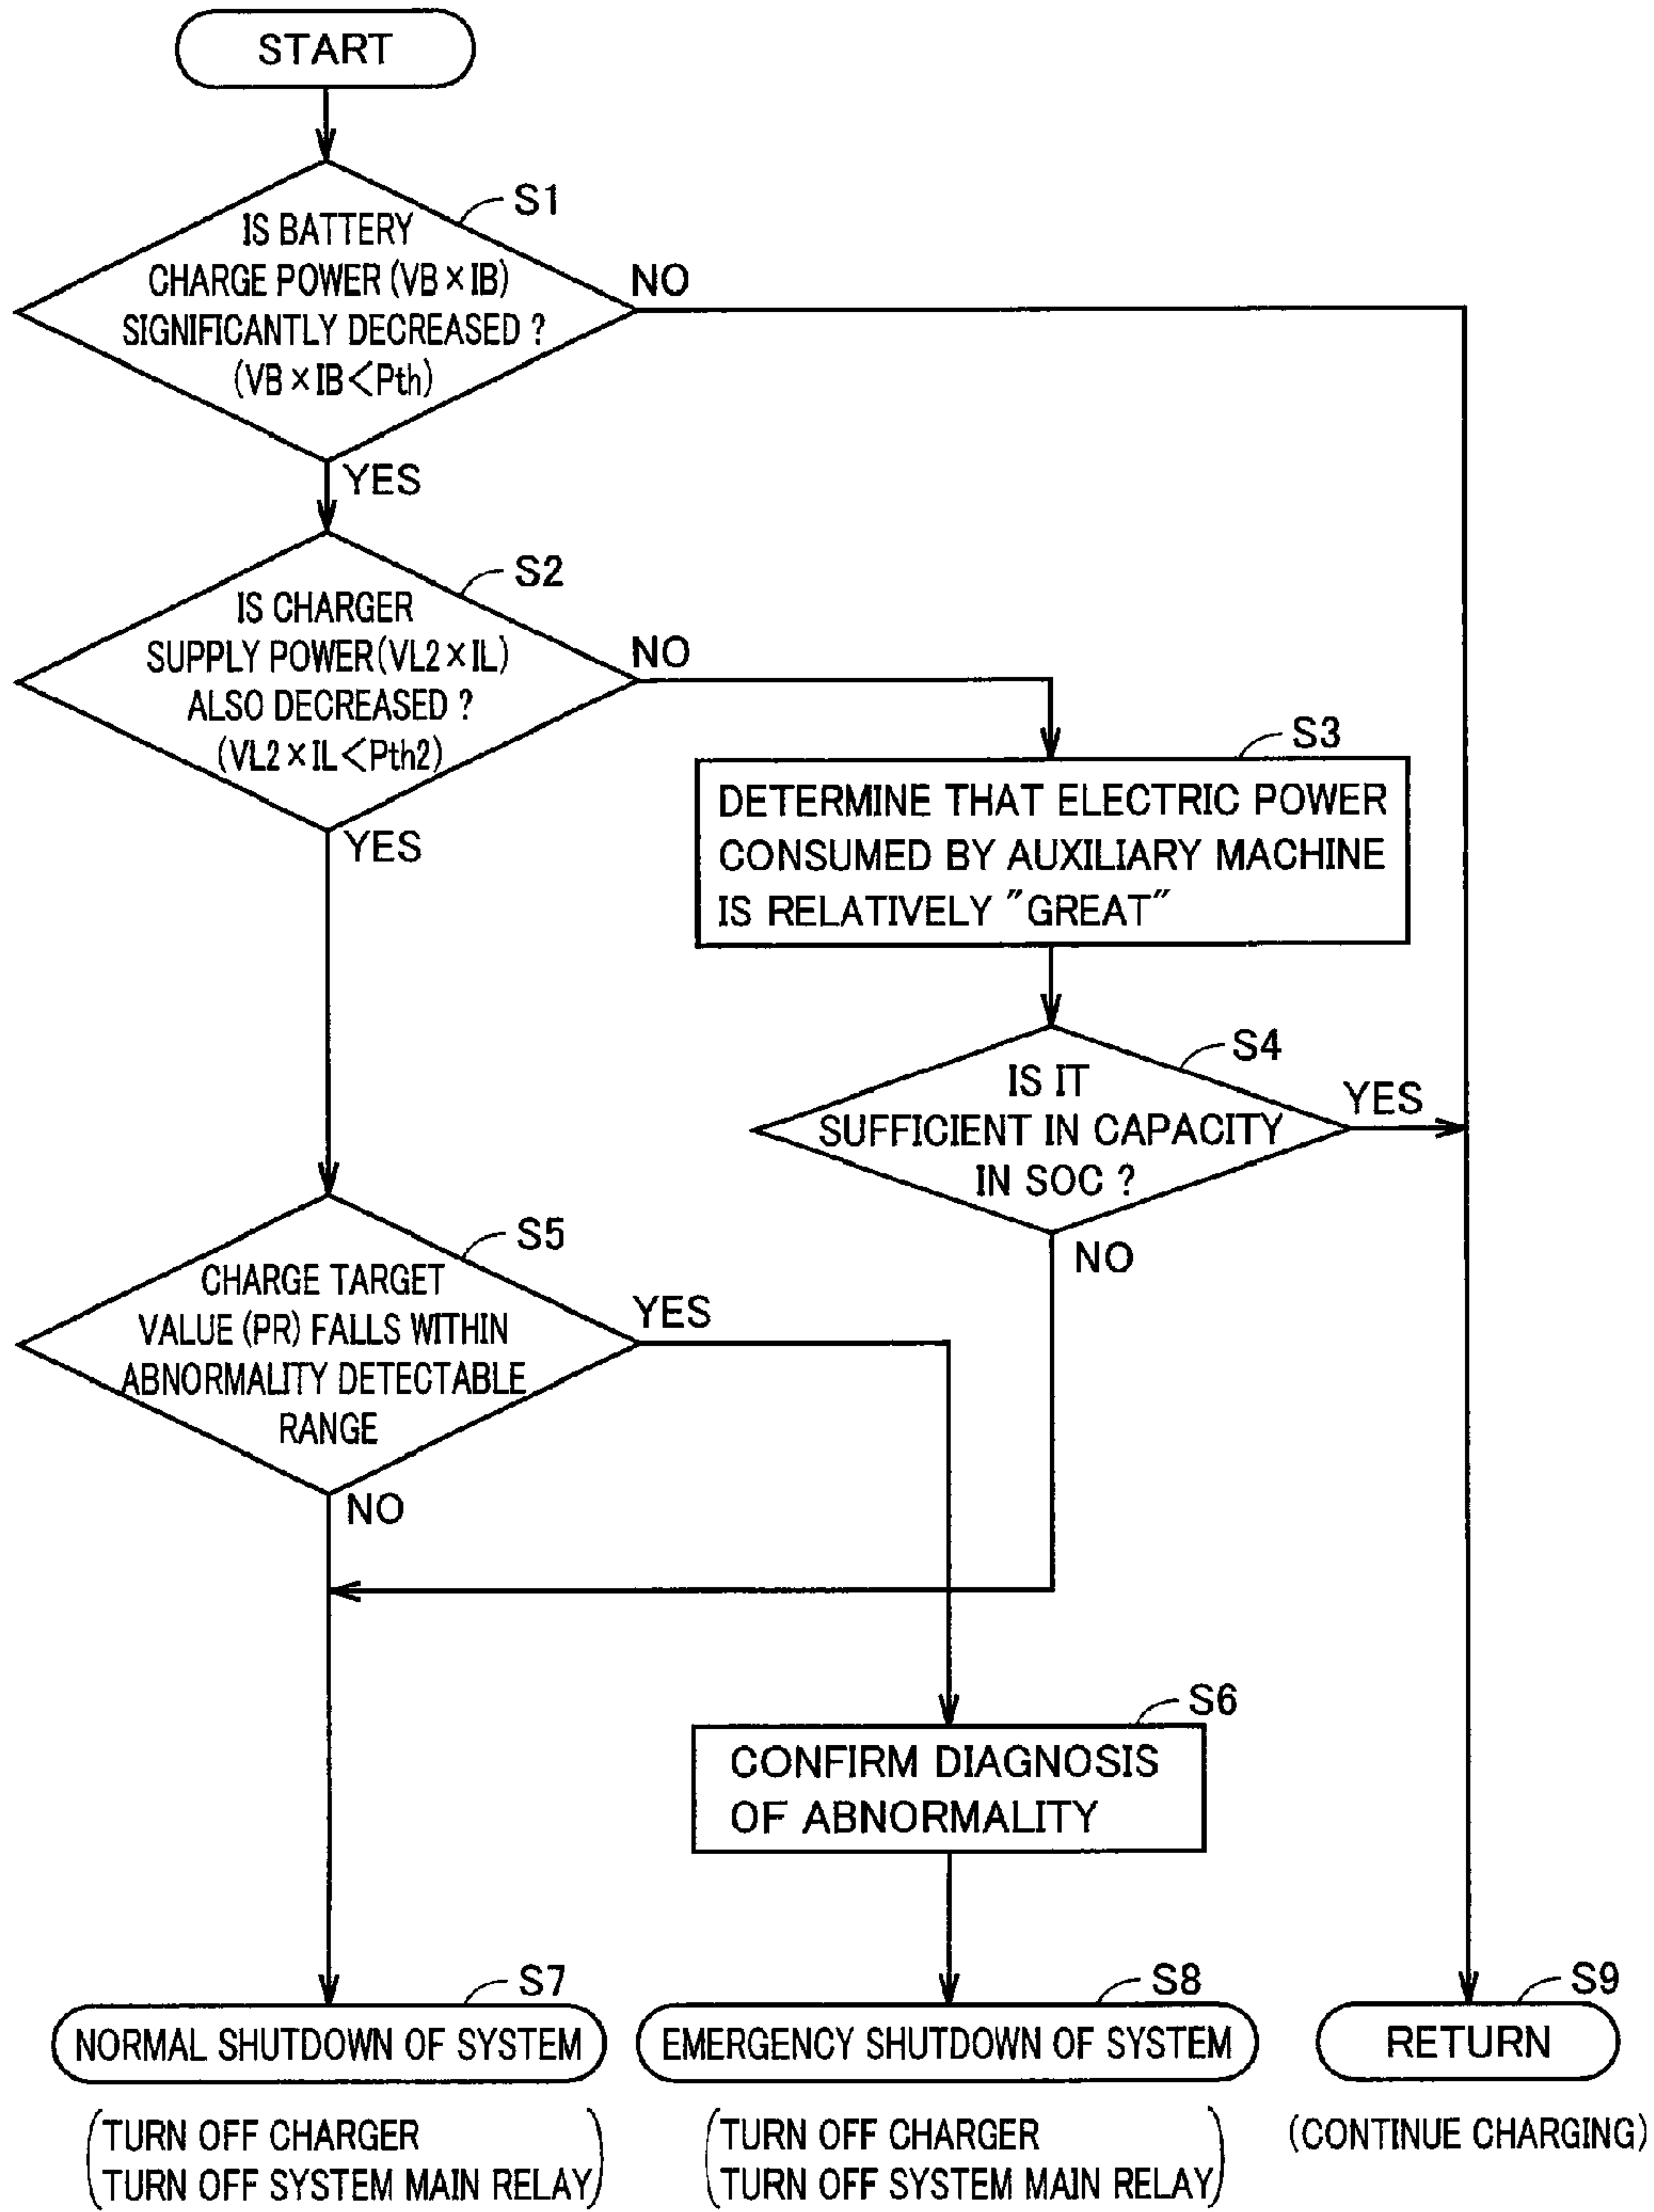 START
S1
IS BATTERY
CHARGE POWER (VB×IB)
SIGNIFICANTLY DECREASED ?
(VB×IB<Pth)
NO
YES
S2
IS CHARGER
SUPPLY POWER(VL2×IL)
ALSO DECREASED ?
(VL2×IL<Pth2)
NO
YES
S3
DETERMINE THAT ELECTRIC POWER
CONSUMED BY AUXILIARY MACHINE
IS RELATIVELY "GREAT"
S4
IS IT
SUFFICIENT IN CAPACITY
IN SOC ?
YES
NO
S5
CHARGE TARGET
VALUE (PR) FALLS WITHIN
ABNORMALITY DETECTABLE
RANGE
YES
NO
S6
CONFIRM DIAGNOSIS
OF ABNORMALITY
S7
NORMAL SHUTDOWN OF SYSTEM
(TURN OFF CHARGER
TURN OFF SYSTEM MAIN RELAY)
S8
EMERGENCY SHUTDOWN OF SYSTEM
(TURN OFF CHARGER
TURN OFF SYSTEM MAIN RELAY)
S9
RETURN
(CONTINUE CHARGING)